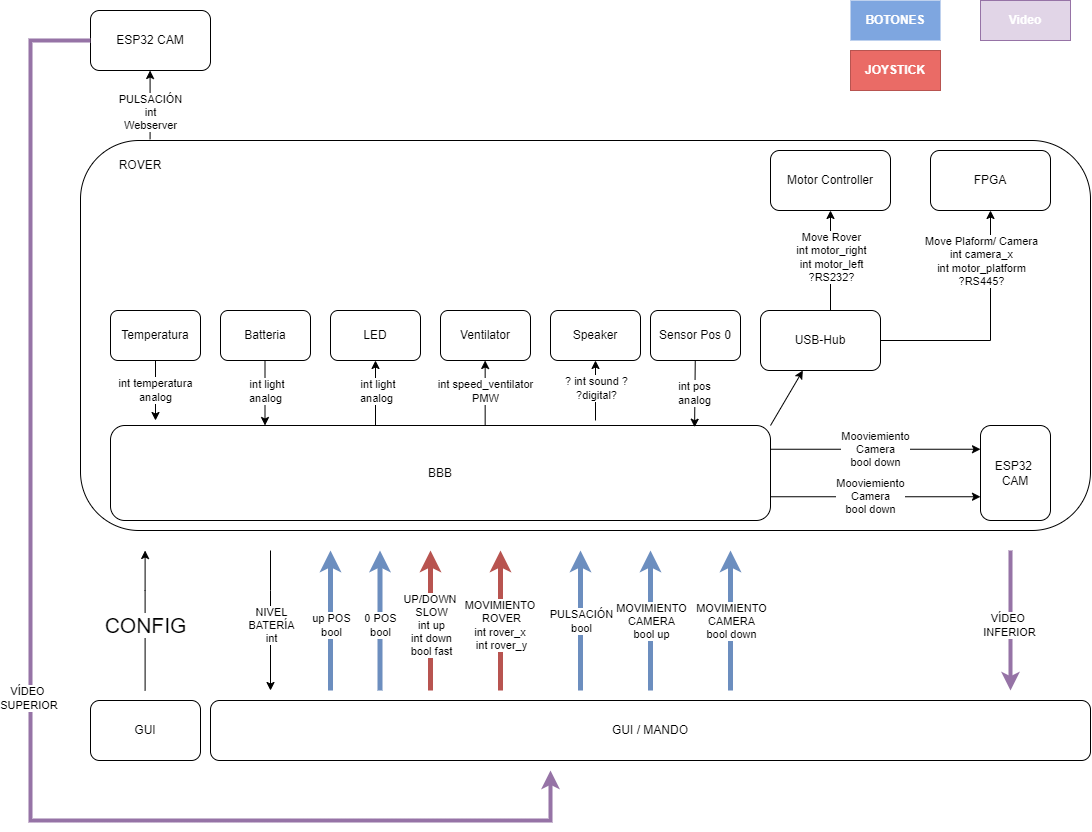 BOTONES
Video
JOYSTICK
ESP32 CAM
PULSACIÓN
int
Webserver
ROVER
Motor Controller
FPGA
Move Rover
int motor_right
int motor_left
?RS232?
Move Plaform/ Camera
int camera_x
int motor_platform
?RS445?
Temperatura
Batteria
LED
Ventilator
Speaker
Sensor Pos 0
USB-Hub
int temperatura
analog
int light
analog
int light
analog
int speed_ventilator
PMW
? int sound ?
?digital?
int pos
analog
BBB
Mooviemiento
Camera
bool down
Mooviemiento
Camera
bool down
ESP32
CAM
CONFIG
NIVEL
BATERÍA
int
up POS
bool
0 POS
bool
UP/DOWN
SLOW
int up
int down
bool fast
MOVIMIENTO
ROVER
int rover_x
int rover_y
PULSACIÓN
bool
MOVIMIENTO
CAMERA
bool up
MOVIMIENTO
CAMERA
bool down
VÍDEO
INFERIOR
VÍDEO
SUPERIOR
GUI
GUI / MANDO